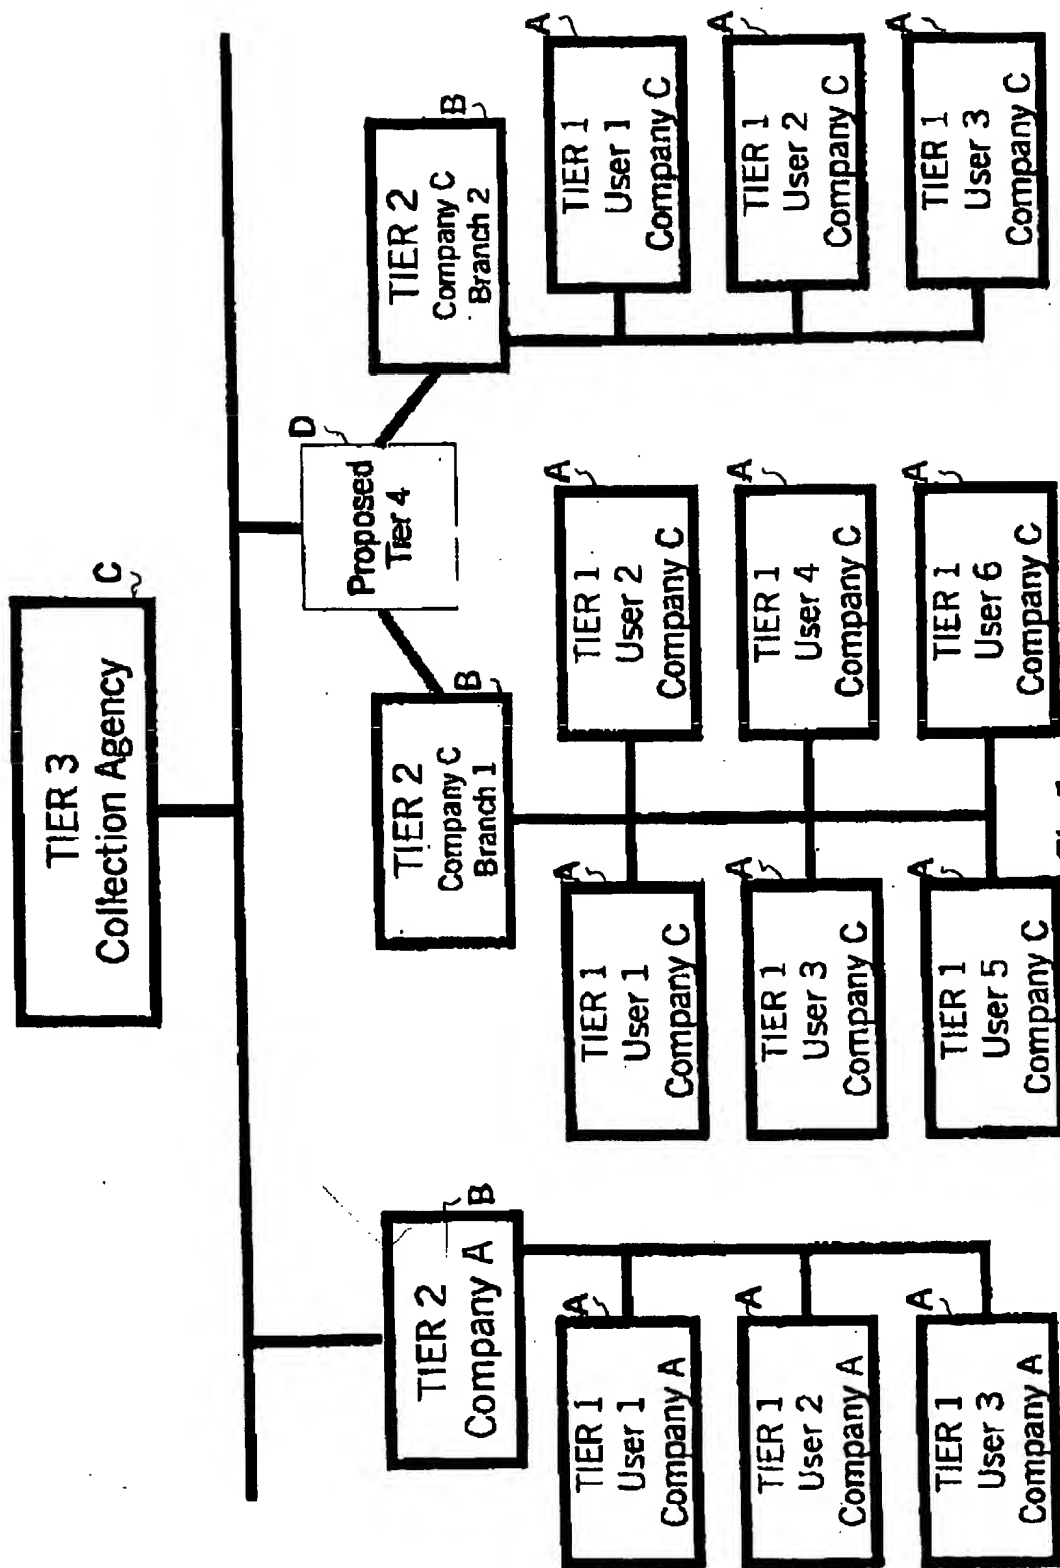 TIER 3
Collection Agency
C
Proposed
Tier 4
D
TIER 2
Company A
B
TIER 2
Company C
Branch 1
B
TIER 2
Company C
Branch 2
B
TIER 1
User 1
Company A
A
TIER 1
User 1
Company C
A
TIER 1
User 2
Company C
A
TIER 1
User 1
Company C
A
TIER 1
User 2
Company A
A
TIER 1
User 3
Company C
A
TIER 1
User 4
Company C
A
TIER 1
User 2
Company C
A
TIER 1
User 3
Company A
A
TIER 1
User 5
Company C
A
TIER 1
User 6
Company C
A
TIER 1
User 3
Company C
A